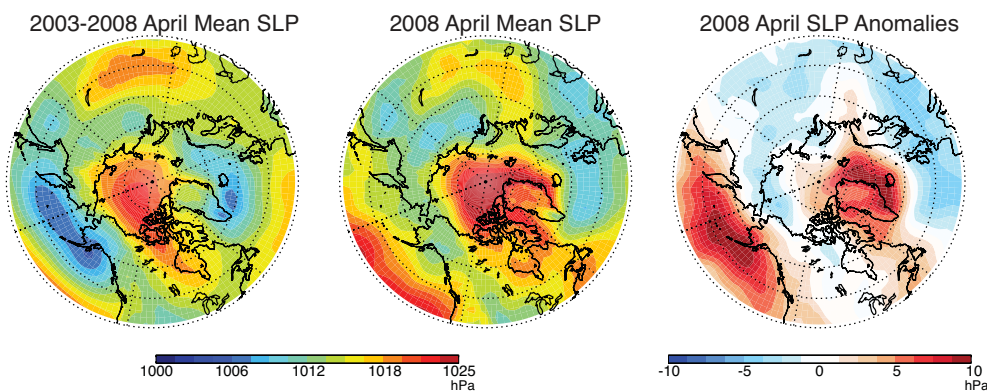 2003-2008 April Mean SLP
2008 April Mean SLP
2008 April SLP Anomalies
1000 1006 1012 1018 1025
hPa
-10 -5 0 5 10
hPa